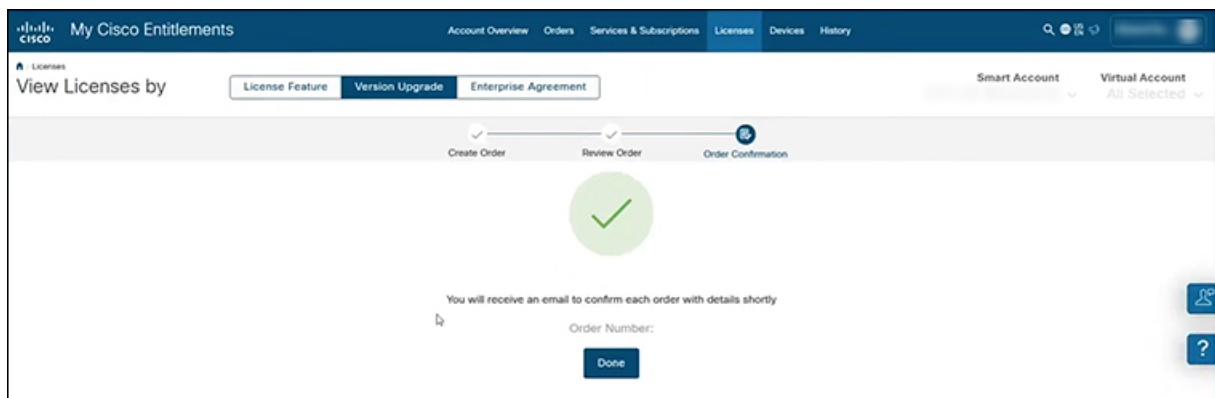 cisco My Cisco Entitlements Account Overview Orders Services & Subscriptions Licenses Devices History
Licenses
View Licenses by License Feature Version Upgrade Enterprise Agreement Smart Account Virtual Account
All Selected
Create Order Review Order Order Confirmation
You will receive an email to confirm each order with details shortly
Order Number:
Done
?